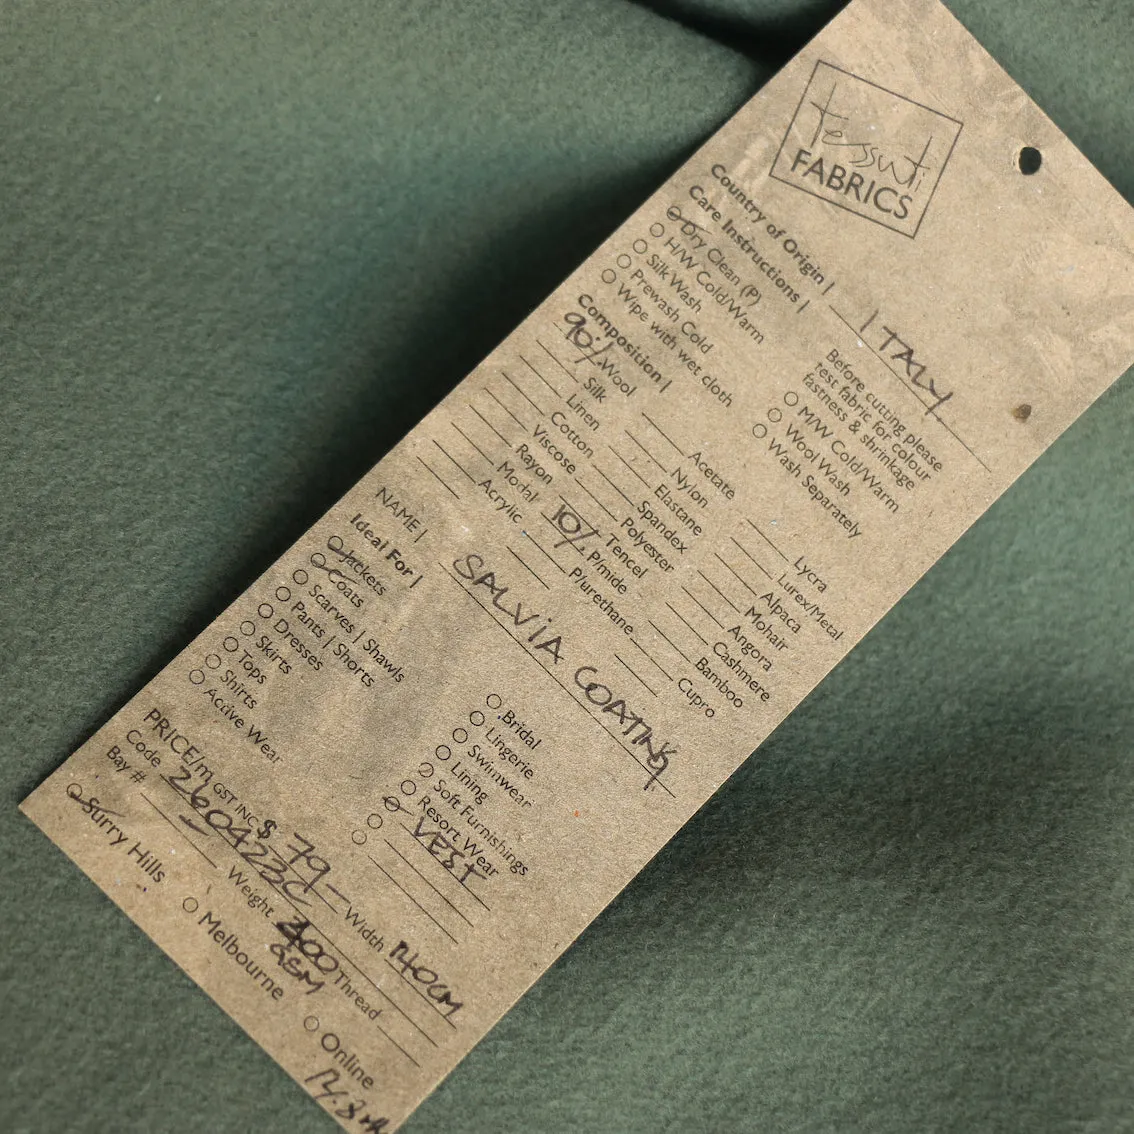 tessuti
FABRICS
Country of Origin | ITALY
Care Instructions |
Dry Clean (P)
H/W Cold/Warm
Silk Wash
Prewash Cold
Wipe with wet cloth
Before cutting please
test fabric for colour
fastness & shrinkage
M/W Cold/Warm
Wool Wash
Wash Separately
Composition |
90% Wool
Silk
Linen
Cotton
Viscose
Rayon
Modal
Acrylic
Acetate
Nylon
Elastane
Spandex
Polyester
Tencel
10% P/mide
P/urethane
Lycra
Lurex/Metal
Alpaca
Mohair
Angora
Cashmere
Bamboo
Cupro
NAME | SALVIA COATING
Ideal For |
Jackets
Coats
Scarves | Shawls
Pants | Shorts
Dresses
Skirts
Tops
Shirts
Active Wear
Bridal
Lingerie
Swimwear
Lining
Soft Furnishings
Resort Wear
VEST
PRICE/m GST INC $ 79- Width 140cm
Code 260423C
Bay # Weight 400 GSM Thread
Surry Hills
Melbourne
Online